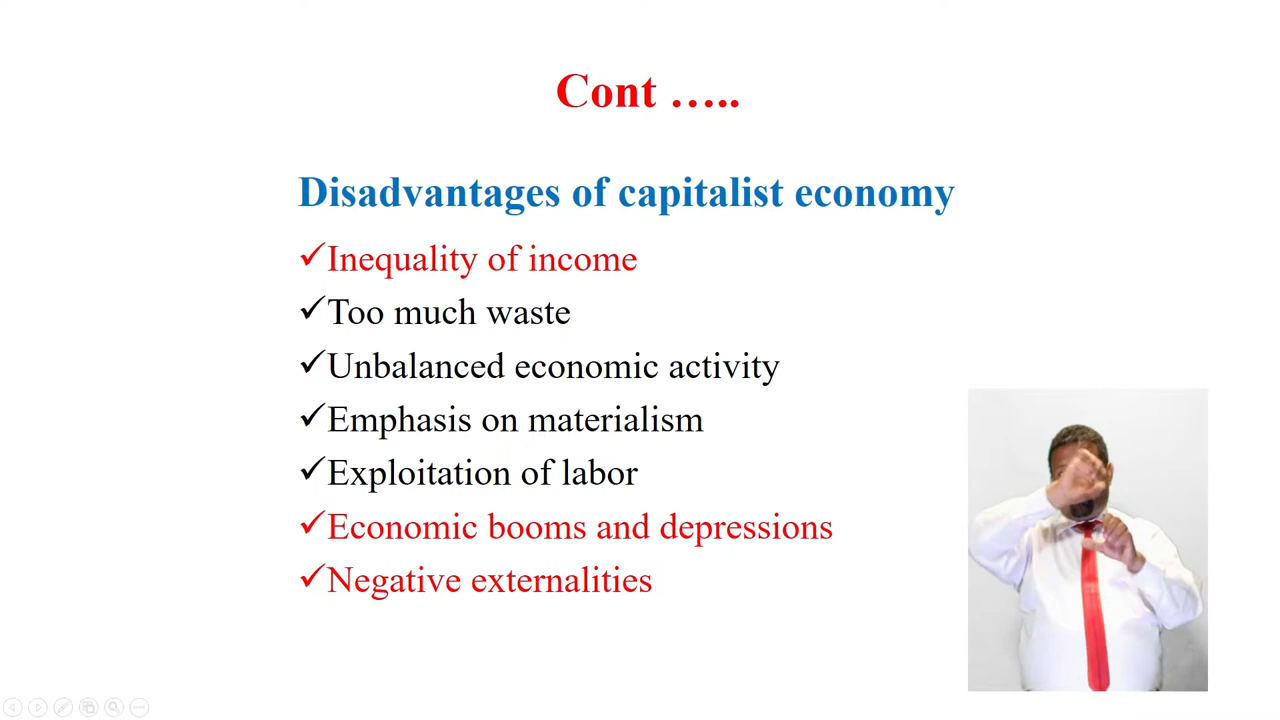 Cont …..
Disadvantages of capitalist economy
✓Inequality of income
✓Too much waste
✓Unbalanced economic activity
✓Emphasis on materialism
✓Exploitation of labor
✓Economic booms and depressions
✓Negative externalities